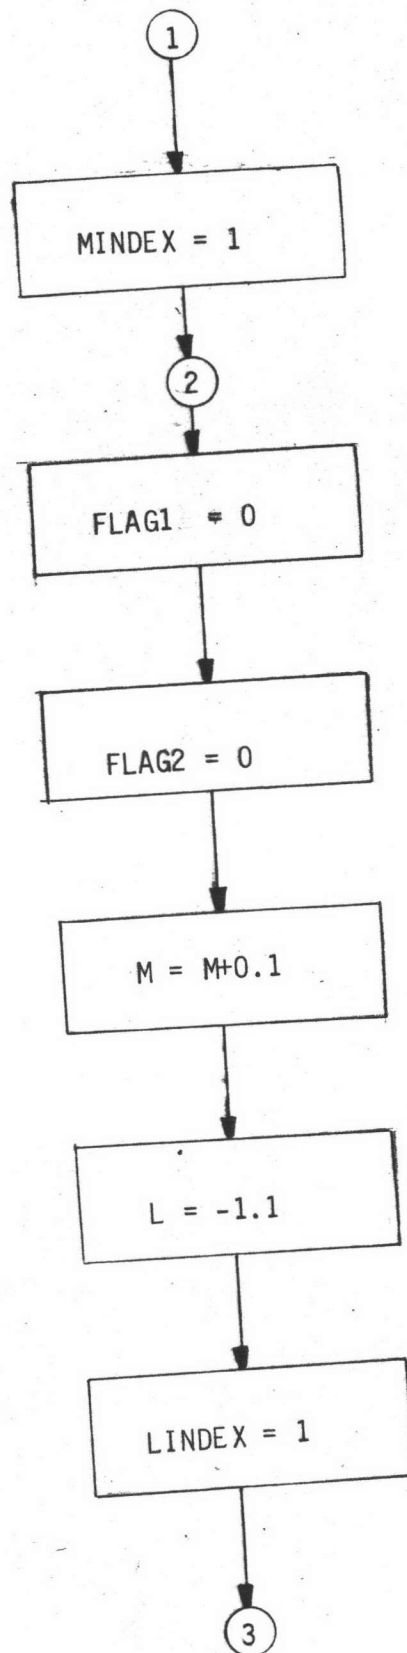 1
MINDEX = 1
2
FLAG1 = 0
FLAG2 = 0
M = M+0.1
L = -1.1
LINDEX = 1
3